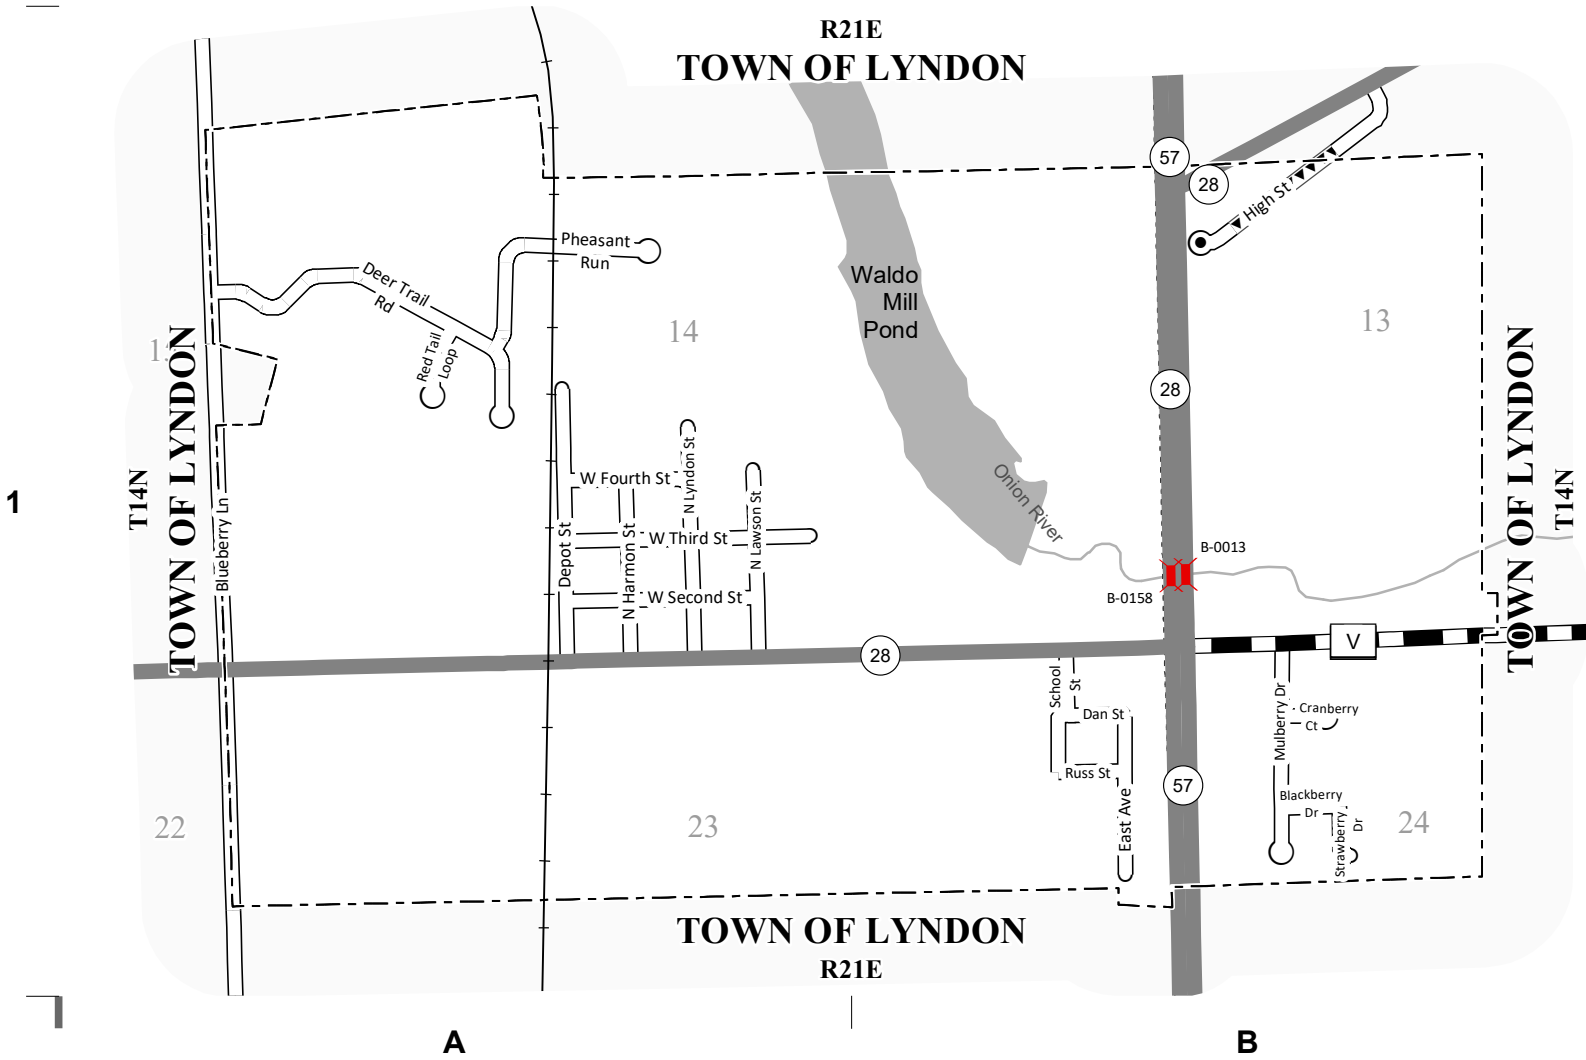 R21E
TOWN OF LYNDON
57
28
High St
Pheasant
Run
Deer Trail
Rd
Waldo
Mill
Pond
14
13
TOWN OF LYNDON
T14N
Red Tail
Loop
28
TOWN OF LYNDON
T14N
1
Blueberry Ln
W Fourth St
N Lyndon St
Onion River
N Lawson St
W Third St
Depot St
N Harmon St
B-0013
W Second St
B-0158
28
V
School
St
Dan St
Mulberry Dr
Cranberry
Ct
Russ St
57
East Ave
Blackberry
Dr
Strawberry
Dr
22
23
24
TOWN OF LYNDON
R21E
A
B